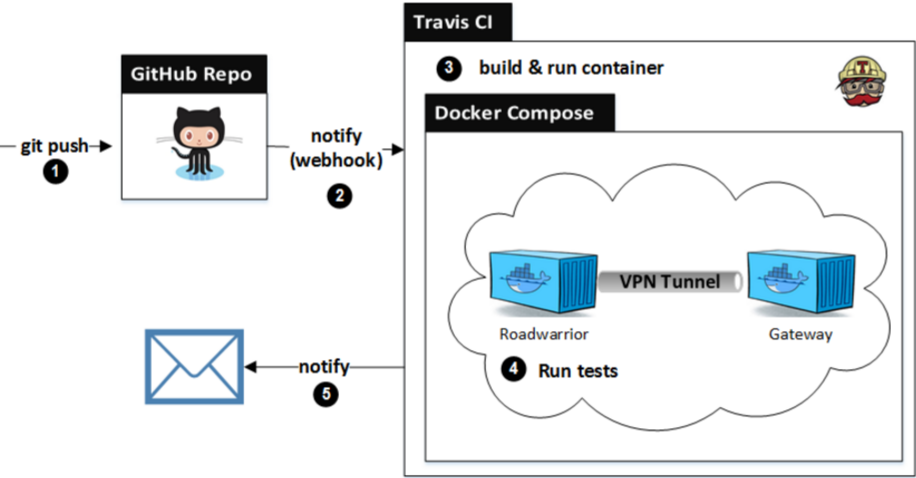 Travis CI
3 build & run container
GitHub Repo
Docker Compose
git push
1
notify
(webhook)
2
VPN Tunnel
Roadwarrior
Gateway
4 Run tests
notify
5